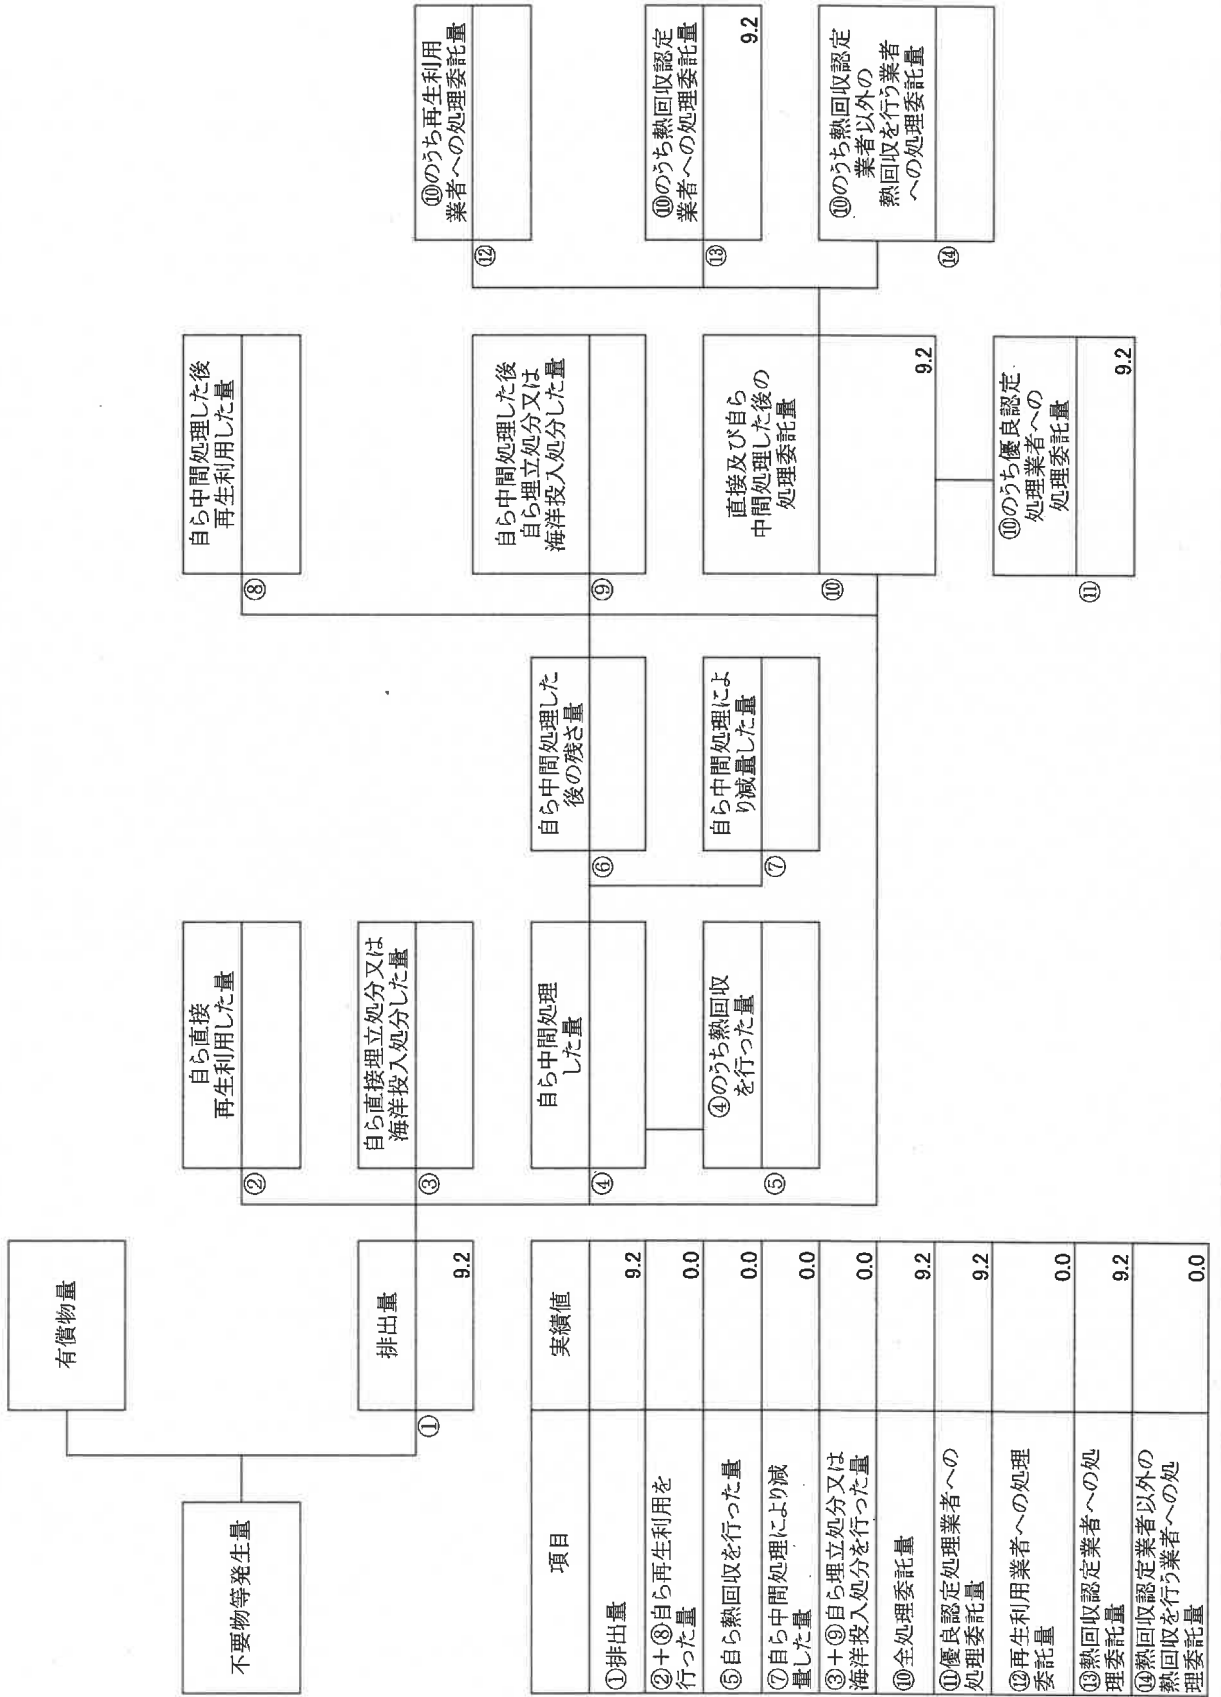 有償物量
不要物等発生量
①
排出量
9.2
②
自ら直接
再生利用した量
③
自ら直接埋立処分又は
海洋投入処分した量
④
自ら中間処理
した量
⑤
④のうち熱回収
を行った量
⑥
自ら中間処理した
後の残さ量
⑦
自ら中間処理によ
り減量した量
⑧
自ら中間処理した後
再生利用した量
⑨
自ら中間処理した後
自ら埋立処分又は
海洋投入処分した量
⑩
直接及び自ら
中間処理した後の
処理委託量
9.2
⑪
⑩のうち優良認定
処理業者への
処理委託量
9.2
⑫
⑩のうち再生利用
業者への処理委託量
⑬
⑩のうち熱回収認定
業者への処理委託量
9.2
⑭
⑩のうち熱回収認定
業者以外の
熱回収を行う業者
への処理委託量
項目 実績値
①排出量 9.2
②+⑧自ら再生利用を
行った量 0.0
⑤自ら熱回収を行った量 0.0
⑦自ら中間処理により減
量した量 0.0
③+⑨自ら埋立処分又は
海洋投入処分を行った量 0.0
⑩全処理委託量 9.2
⑪優良認定処理業者への
処理委託量 9.2
⑫再生利用業者への処理
委託量 0.0
⑬熱回収認定業者への処
理委託量 9.2
⑭熱回収認定業者以外の
熱回収を行う業者への処
理委託量 0.0